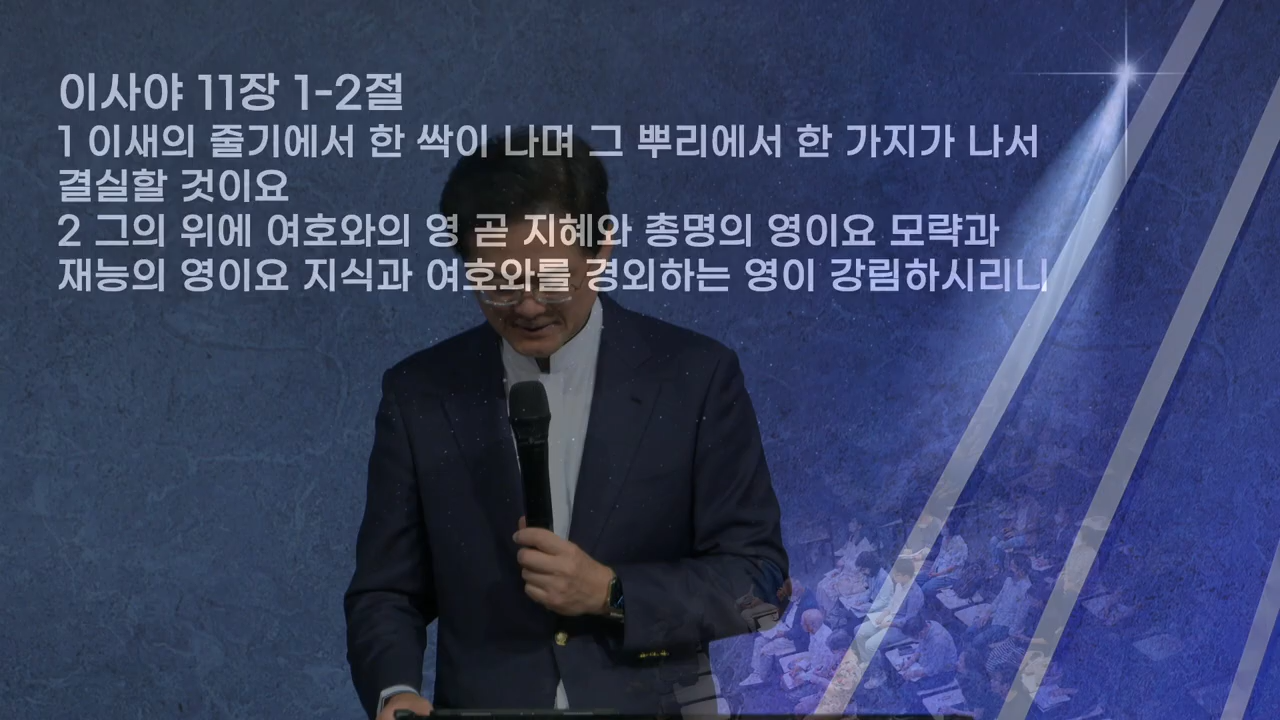 이사야 11장 1-2절
1 이새의 줄기에서 한 싹이 나며 그 뿌리에서 한 가지가 나서
결실할 것이요
2 그의 위에 여호와의 영 곧 지혜와 총명의 영이요 모략과
재능의 영이요 지식과 여호와를 경외하는 영이 강림하시리니